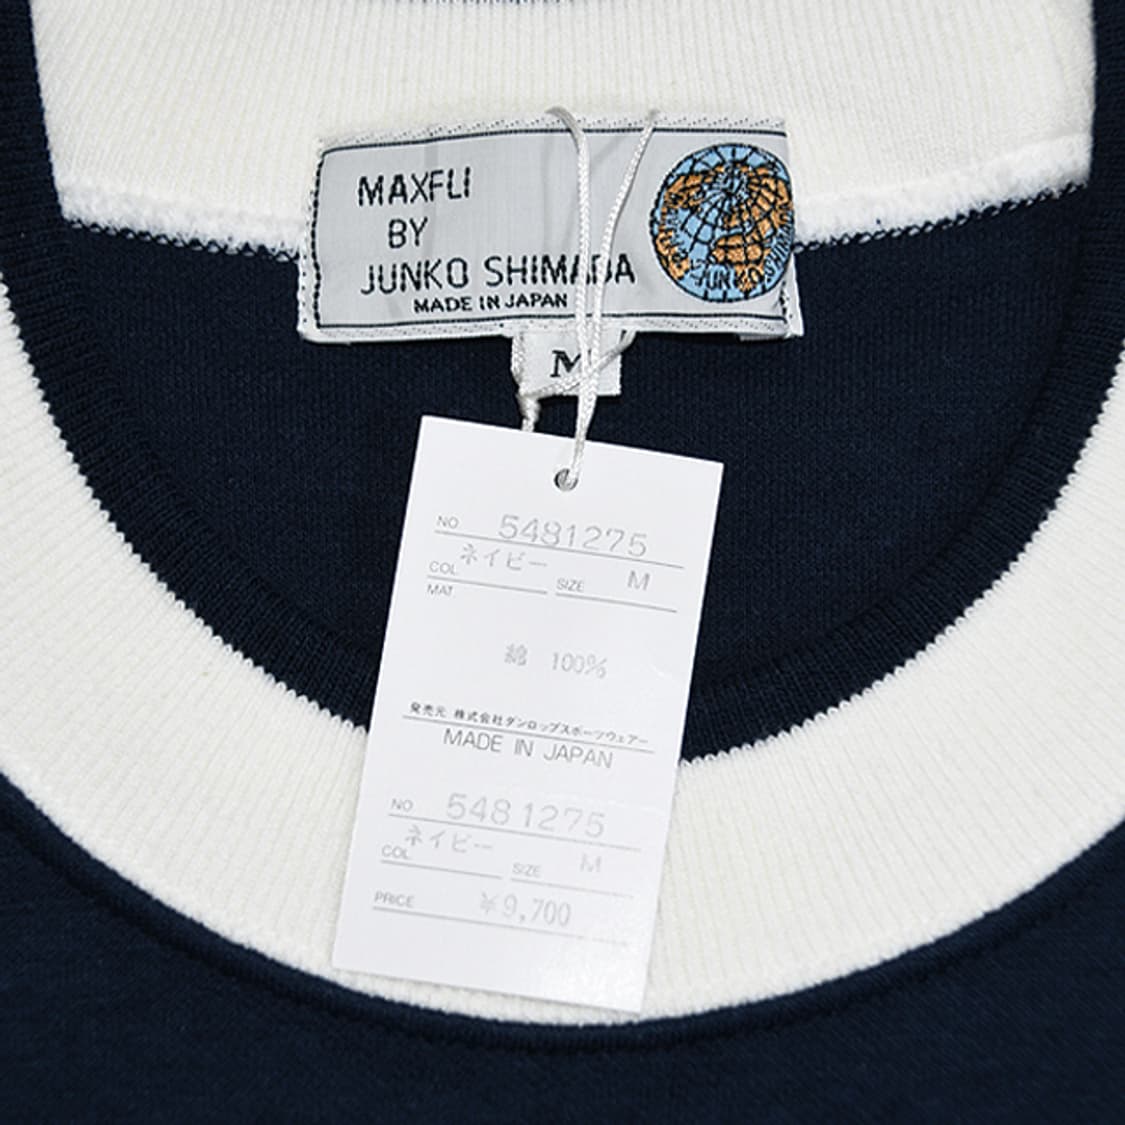 MAXFLI
BY
JUNKO SHIMADA
MADE IN JAPAN
M
NO. 5481275
COL. ネイビー SIZE M
MAT.
綿 100%
発売元 株式会社ダンロップスポーツウェアー
MADE IN JAPAN
NO. 5481275
COL. ネイビー SIZE M
PRICE ¥9,700